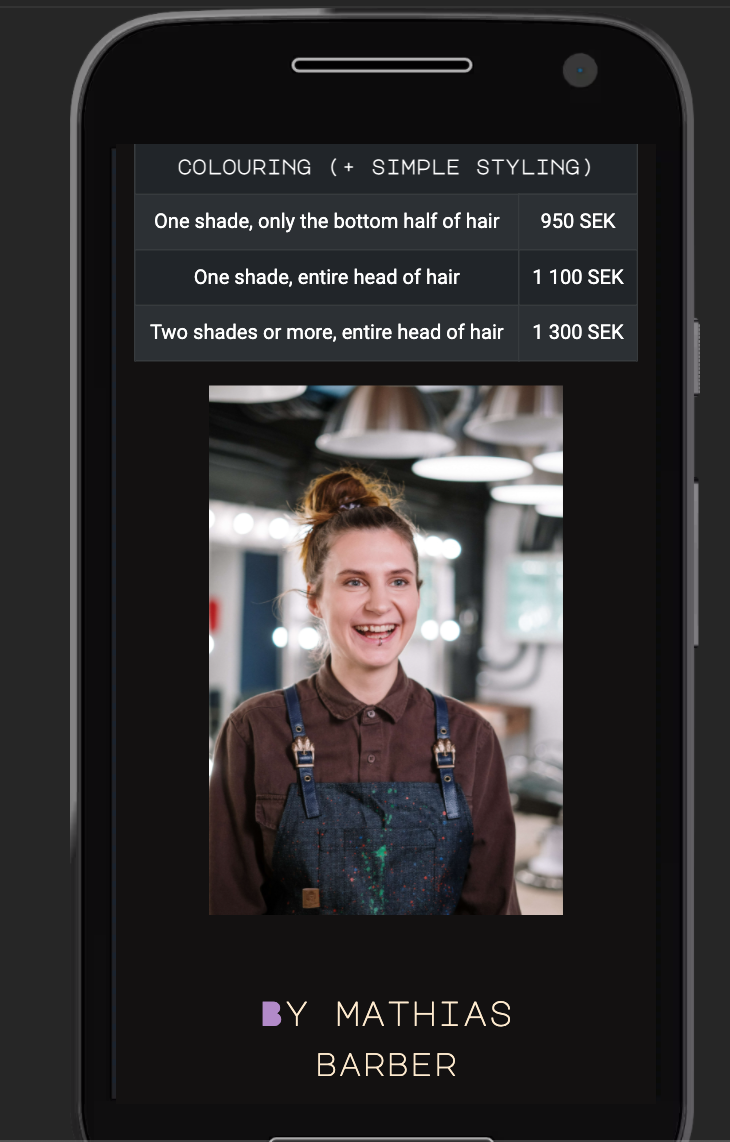 COLOURING (+ SIMPLE STYLING)
One shade, only the bottom half of hair 950 SEK
One shade, entire head of hair 1 100 SEK
Two shades or more, entire head of hair 1 300 SEK
BY MATHIAS
BARBER